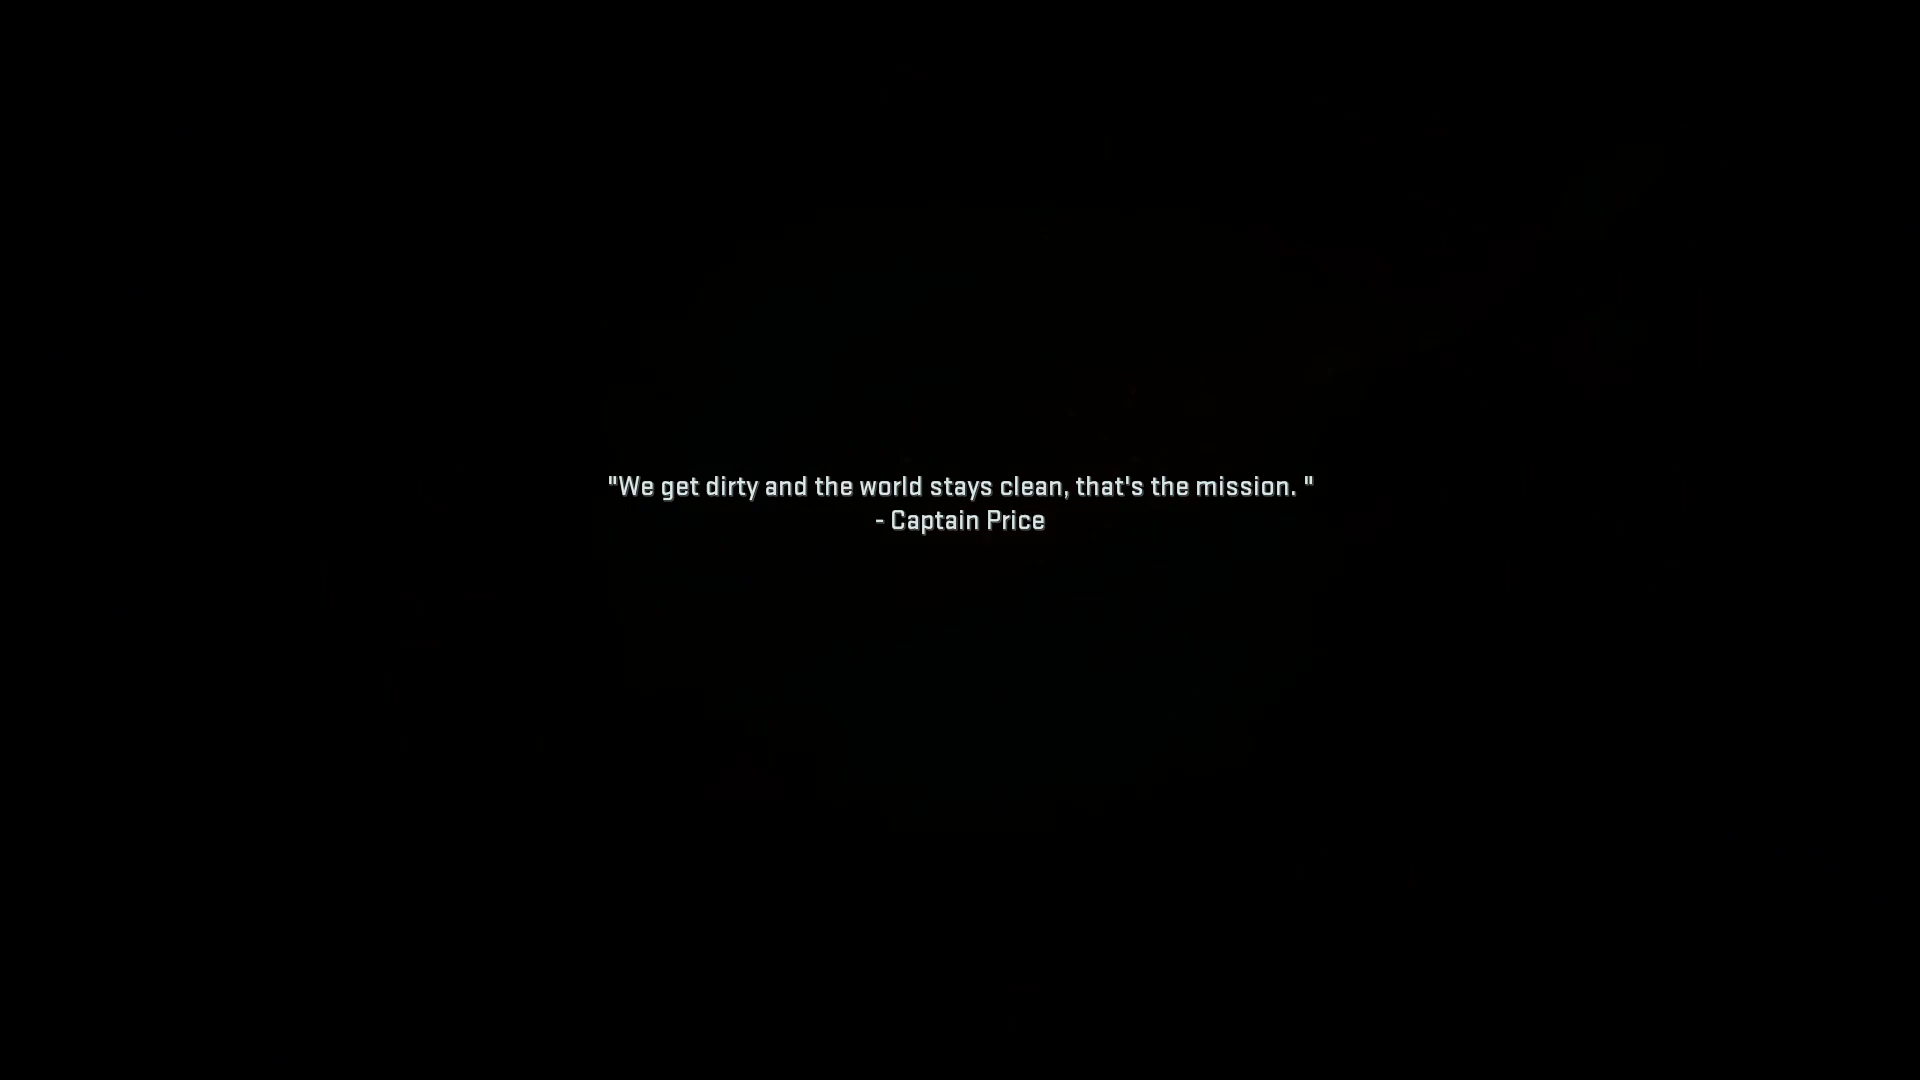 "We get dirty and the world stays clean, that's the mission. "
- Captain Price